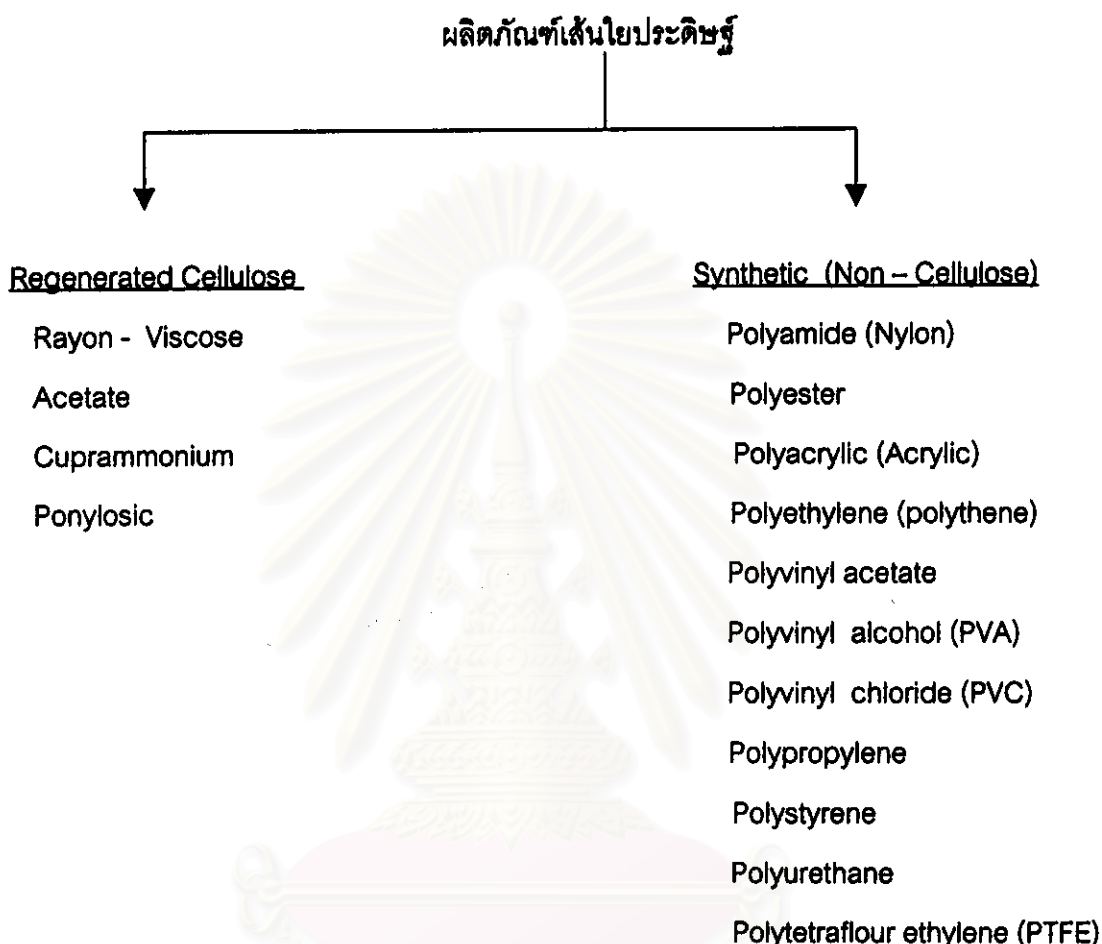 ผลิตภัณฑ์เส้นใยประดิษฐ์
Regenerated Cellulose
Rayon - Viscose
Acetate
Cuprammonium
Ponylosic
Synthetic (Non – Cellulose)
Polyamide (Nylon)
Polyester
Polyacrylic (Acrylic)
Polyethylene (polythene)
Polyvinyl acetate
Polyvinyl alcohol (PVA)
Polyvinyl chloride (PVC)
Polypropylene
Polystyrene
Polyurethane
Polytetraflour ethylene (PTFE)